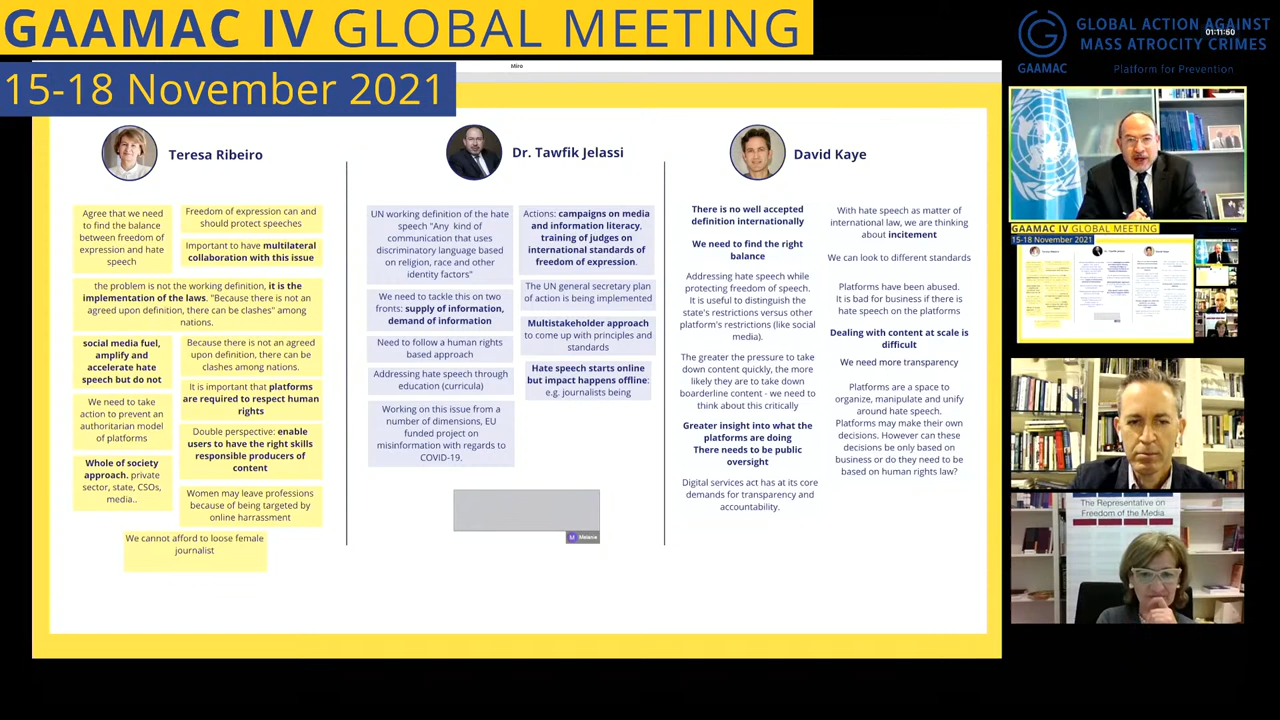 GAAMAC IV GLOBAL MEETING
15-18 November 2021
Miro
GLOBAL ACTION AGAINST
MASS ATROCITY CRIMES
01:11:50
GAAMAC
Platform for Prevention
Teresa Ribeiro
Agree that we need
to find the balance
between freedom of
expression and hate
speech
Freedom of expression can and
should protect speeches
Important to have multilateral
collaboration with this issue
the problem is not the working definition, it is the
implementation of the laws. "Because there is not an
agreed upon definition, there can be clashes" among
nations.
social media fuel,
amplify and
accelerate hate
speech but do not
Because there is not an
agreed upon definition, there can be
clashes among nations.
It is important that platforms
are required to respect human
rights
We need to take
action to prevent an
authoritarian model
of platforms
Double perspective: enable
users to have the right skills
responsible producers of
content
Whole of society
approach. private
sector, state, CSOs,
media..
Women may leave professions
because of being targeted by
online harrassment
We cannot afford to loose female
journalist
Dr. Tawfik Jelassi
UN working definition of the hate
speech "Any kind of
communication that uses
discriminatory language based
on religion, race and other
identity factors"
We must tackle this from two
fronts: supply of information,
demand of information
Need to follow a human rights
based approach
Addressing hate speech through
education (curricula)
Working on this issue from a
number of dimensions, EU
funded project on
misinformation with regards to
COVID-19.
Actions: campaigns on media
and information literacy,
training of judges on
international standards of
freedom of expression.
The UN general secretary plan
of action is being implemented
Multistakeholder approach
to come up with principles and
standards
Hate speech starts online
but impact happens offline:
e.g. journalists being
M Melanie
David Kaye
There is no well accepted
definition internationally
We need to find the right
balance
Addressing hate speech while
protecting freedom of speech.
It is useful to distinguish the
state's restrictions versus other
platform's restrictions (like social
media).
The greater the pressure to take
down content quickly, the more
likely they are to take down
boarderline content - we need to
think about this critically
Greater insight into what the
platforms are doing
There needs to be public
oversight
Digital services act has at its core
demands for transparency and
accountability.
With hate speech as matter of
international law, we are thinking
about incitement
We can look to different standards
Platforms have been abused.
It is bad for business if there is
hate speech on the platforms
Dealing with content at scale is
difficult
We need more transparency
Platforms are a space to
organize, manipulate and unify
around hate speech.
Platforms may make their own
decisions. However can these
decisions be only based on
business or do they need to be
based on human rights law?
GAAMAC IV GLOBAL MEETING
15-18 November 2021
The Representative on
Freedom of the Media